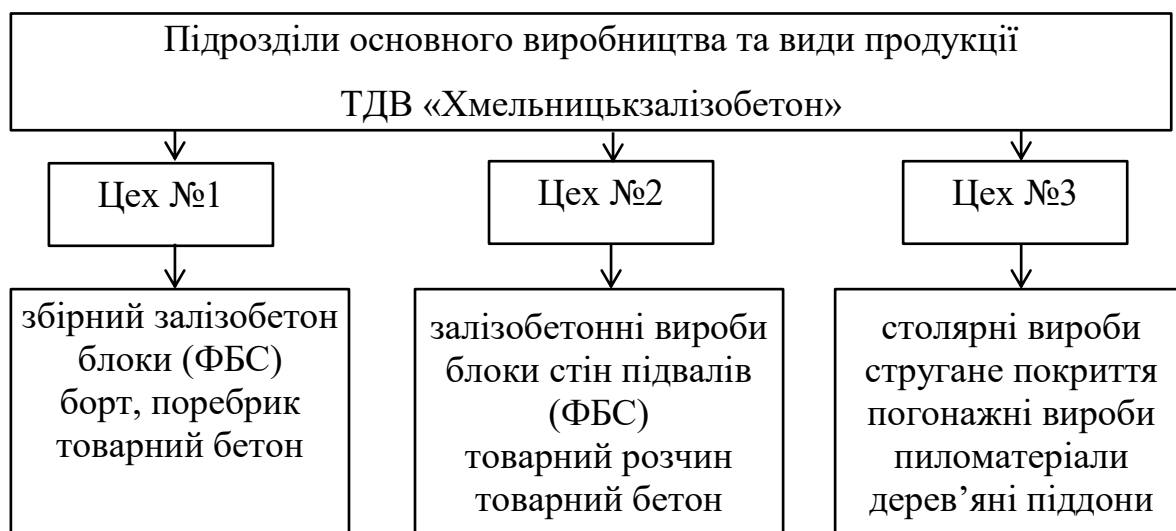 Підрозділи основного виробництва та види продукції
ТДВ «Хмельницькзалізобетон»
Цех №1
Цех №2
Цех №3
збірний залізобетон
блоки (ФБС)
борт, поребрик
товарний бетон
залізобетонні вироби
блоки стін підвалів
(ФБС)
товарний розчин
товарний бетон
столярні вироби
стругане покриття
погонажні вироби
пиломатеріали
дерев’яні піддони